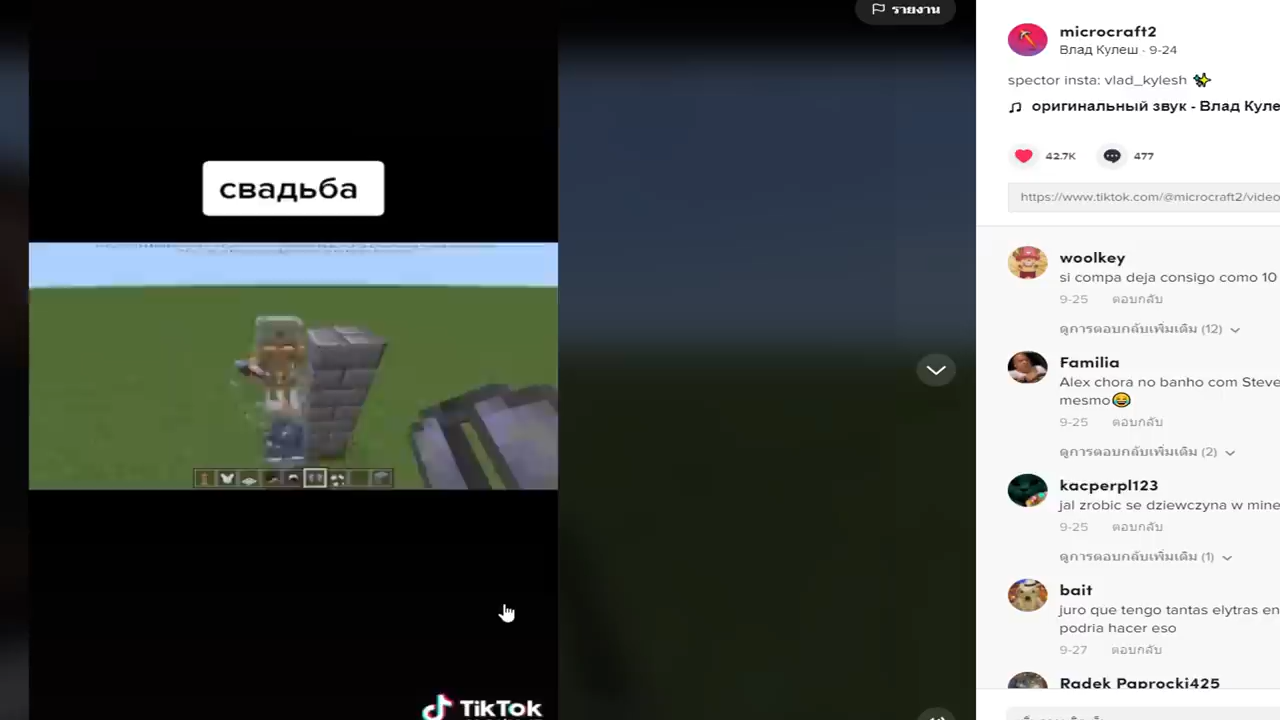 รายงาน
свадьба
TikTok
microcraft2
Влад Кулеш · 9-24
spector insta: vlad_kylesh ✨
оригинальный звук - Влад Куле
42.7K
477
https://www.tiktok.com/@microcraft2/video
woolkey
si compa deja consigo como 10
9-25 ตอบกลับ
ดูการตอบกลับเพิ่มเติม (12)
Familia
Alex chora no banho com Steve
mesmo😂
9-25 ตอบกลับ
ดูการตอบกลับเพิ่มเติม (2)
kacperpl123
jal zrobic se dziewczyna w mine
9-25 ตอบกลับ
ดูการตอบกลับเพิ่มเติม (1)
bait
juro que tengo tantas elytras en
podria hacer eso
9-27 ตอบกลับ
Radek Paprocki425